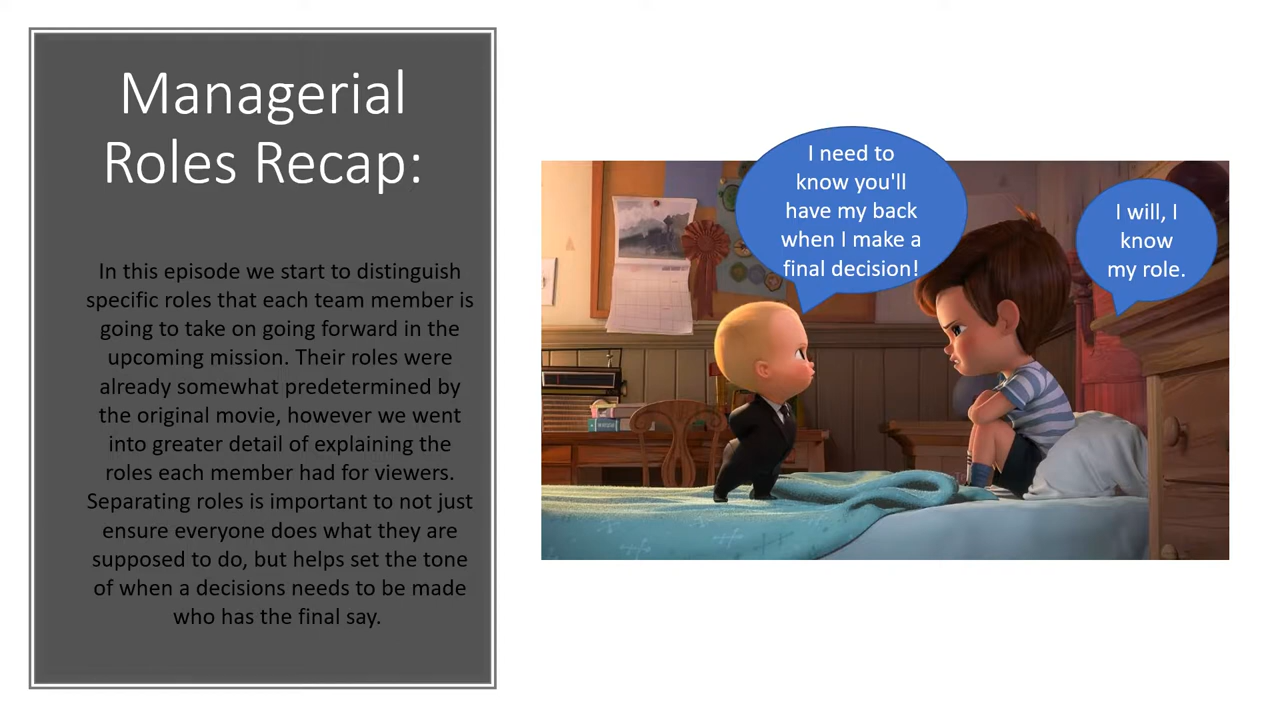 Managerial
Roles Recap:
In this episode we start to distinguish
specific roles that each team member is
going to take on going forward in the
upcoming mission. Their roles were
already somewhat predetermined by
the original movie, however we went
into greater detail of explaining the
roles each member had for viewers.
Separating roles is important to not just
ensure everyone does what they are
supposed to do, but helps set the tone
of when a decisions needs to be made
who has the final say.
I need to
know you'll
have my back
when I make a
final decision!
I will, I
know
my role.